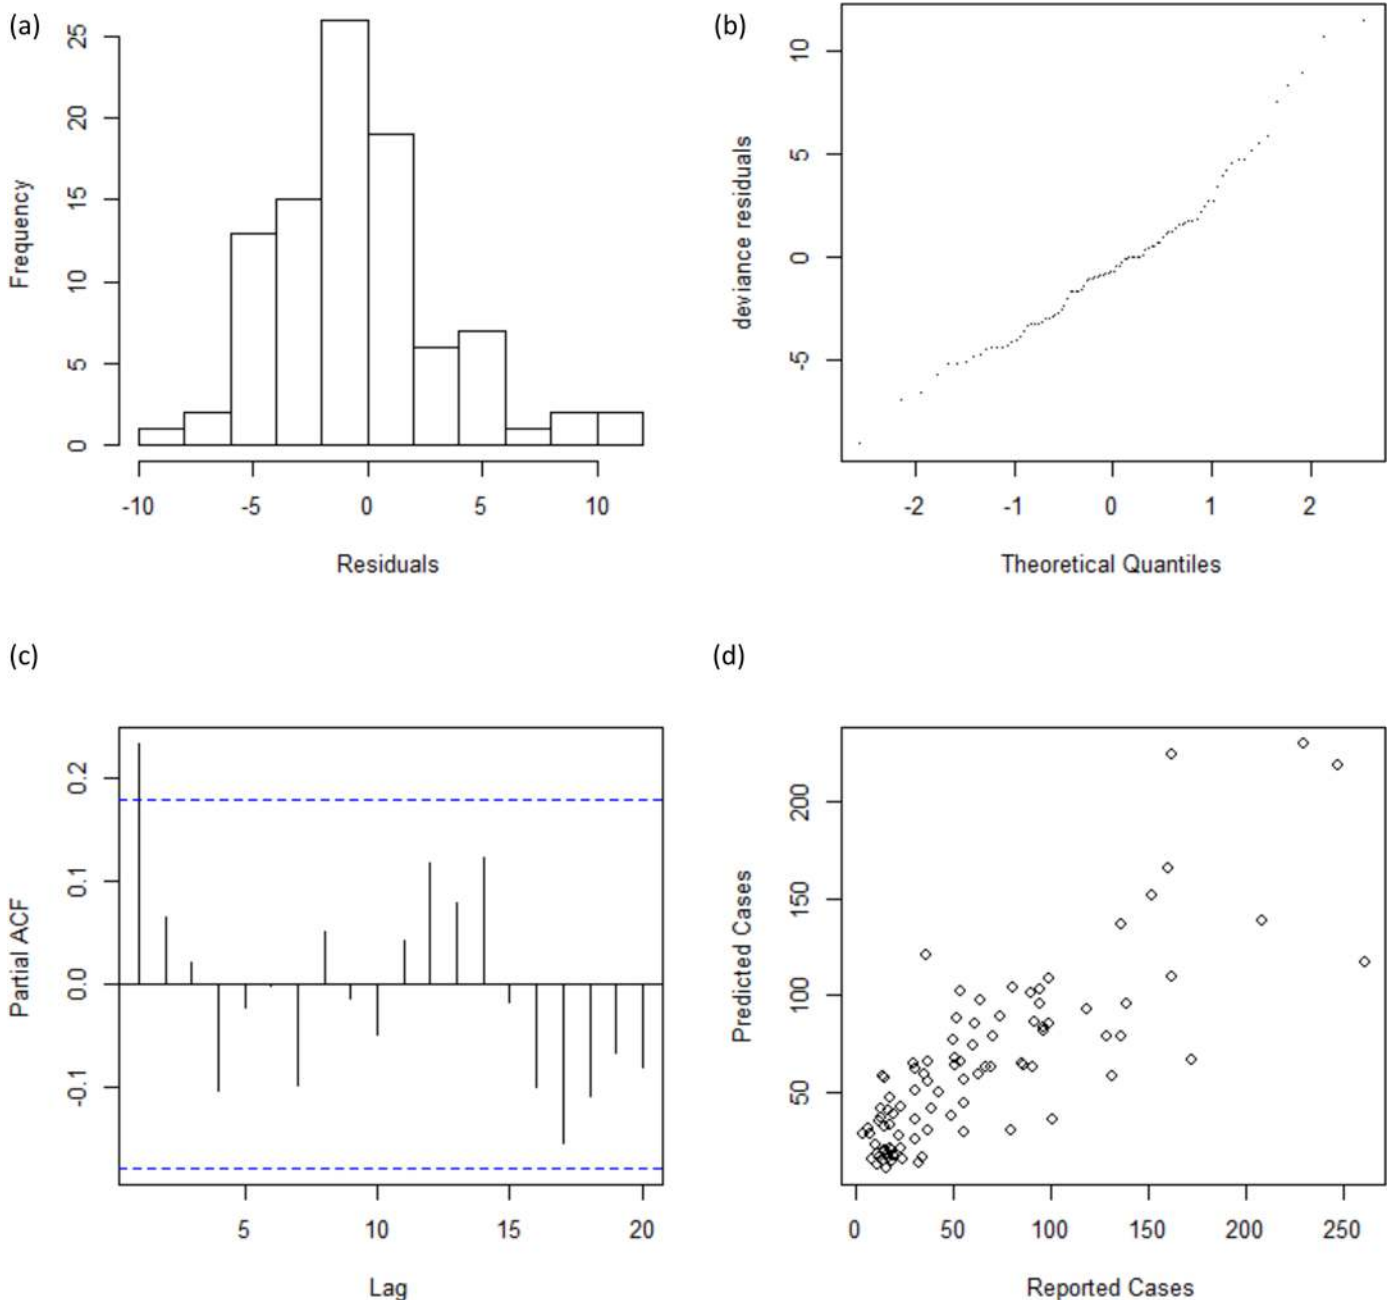 (a)
Frequency
25
20
15
10
5
0
-10 -5 0 5 10
Residuals
(b)
deviance residuals
10
5
0
-5
-2 -1 0 1 2
Theoretical Quantiles
(c)
Partial ACF
0.2
0.1
0.0
-0.1
5 10 15 20
Lag
(d)
Predicted Cases
200
150
100
50
0 50 100 150 200 250
Reported Cases